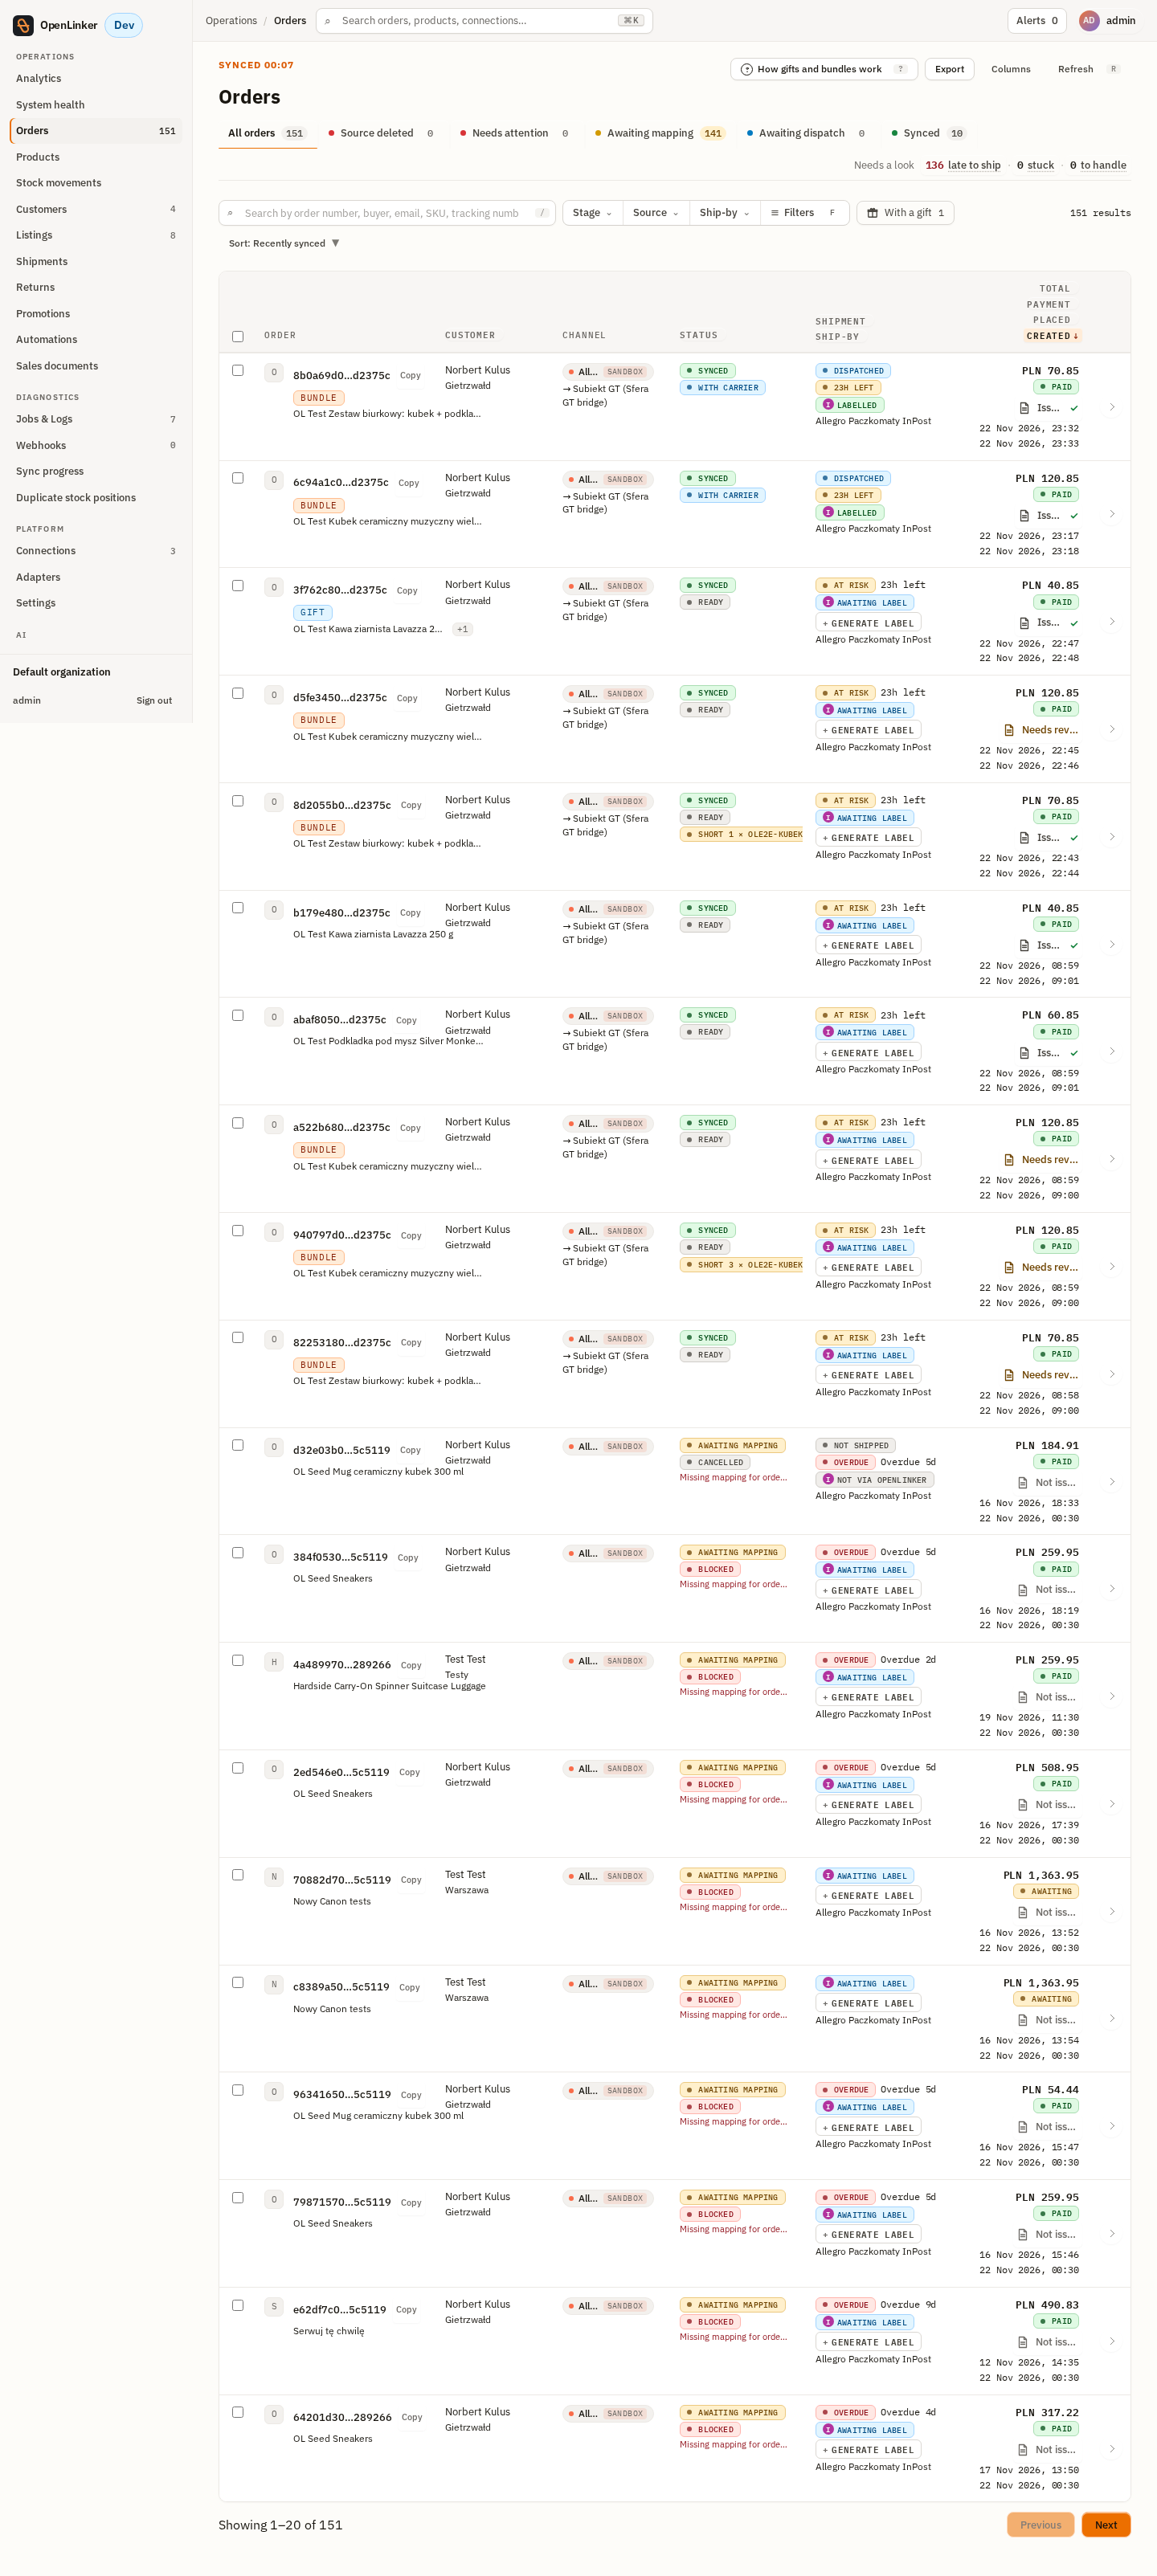 OpenLinker Dev
OPERATIONS
Analytics
System health
Orders 151
Products
Stock movements
Customers 4
Listings 8
Shipments
Returns
Promotions
Automations
Sales documents
DIAGNOSTICS
Jobs & Logs 7
Webhooks 0
Sync progress
Duplicate stock positions
PLATFORM
Connections 3
Adapters
Settings
AI
Default organization
admin Sign out
Operations / Orders
Search orders, products, connections... ⌘K
Alerts 0
AD admin
SYNCED 00:07
How gifts and bundles work ?
Export
Columns
Refresh R
Orders
All orders 151
Source deleted 0
Needs attention 0
Awaiting mapping 141
Awaiting dispatch 0
Synced 10
Needs a look 136 late to ship · 0 stuck · 0 to handle
Search by order number, buyer, email, SKU, tracking numb /
Stage
Source
Ship-by
Filters F
With a gift 1
151 results
Sort: Recently synced ▼
ORDER CUSTOMER CHANNEL STATUS
SHIPMENT
SHIP-BY
TOTAL
PAYMENT
PLACED
CREATED ↓
O 8b0a69d0...d2375c Copy
BUNDLE
OL Test Zestaw biurkowy: kubek + podkla...
Norbert Kulus
Gietrzwałd
All... SANDBOX
→ Subiekt GT (Sfera
GT bridge)
SYNCED
WITH CARRIER
DISPATCHED
23H LEFT
I LABELLED
Allegro Paczkomaty InPost
PLN 70.85
PAID
Iss... ✓
22 Nov 2026, 23:32
22 Nov 2026, 23:33
O 6c94a1c0...d2375c Copy
BUNDLE
OL Test Kubek ceramiczny muzyczny wiel...
Norbert Kulus
Gietrzwałd
All... SANDBOX
→ Subiekt GT (Sfera
GT bridge)
SYNCED
WITH CARRIER
DISPATCHED
23H LEFT
I LABELLED
Allegro Paczkomaty InPost
PLN 120.85
PAID
Iss... ✓
22 Nov 2026, 23:17
22 Nov 2026, 23:18
O 3f762c80...d2375c Copy
GIFT
OL Test Kawa ziarnista Lavazza 2... +1
Norbert Kulus
Gietrzwałd
All... SANDBOX
→ Subiekt GT (Sfera
GT bridge)
SYNCED
READY
AT RISK 23h left
I AWAITING LABEL
+ GENERATE LABEL
Allegro Paczkomaty InPost
PLN 40.85
PAID
Iss... ✓
22 Nov 2026, 22:47
22 Nov 2026, 22:48
O d5fe3450...d2375c Copy
BUNDLE
OL Test Kubek ceramiczny muzyczny wiel...
Norbert Kulus
Gietrzwałd
All... SANDBOX
→ Subiekt GT (Sfera
GT bridge)
SYNCED
READY
AT RISK 23h left
I AWAITING LABEL
+ GENERATE LABEL
Allegro Paczkomaty InPost
PLN 120.85
PAID
Needs rev...
22 Nov 2026, 22:45
22 Nov 2026, 22:46
O 8d2055b0...d2375c Copy
BUNDLE
OL Test Zestaw biurkowy: kubek + podkla...
Norbert Kulus
Gietrzwałd
All... SANDBOX
→ Subiekt GT (Sfera
GT bridge)
SYNCED
READY
SHORT 1 × OLE2E-KUBEK
AT RISK 23h left
I AWAITING LABEL
+ GENERATE LABEL
Allegro Paczkomaty InPost
PLN 70.85
PAID
Iss... ✓
22 Nov 2026, 22:43
22 Nov 2026, 22:44
O b179e480...d2375c Copy
OL Test Kawa ziarnista Lavazza 250 g
Norbert Kulus
Gietrzwałd
All... SANDBOX
→ Subiekt GT (Sfera
GT bridge)
SYNCED
READY
AT RISK 23h left
I AWAITING LABEL
+ GENERATE LABEL
Allegro Paczkomaty InPost
PLN 40.85
PAID
Iss... ✓
22 Nov 2026, 08:59
22 Nov 2026, 09:01
O abaf8050...d2375c Copy
OL Test Podkladka pod mysz Silver Monke...
Norbert Kulus
Gietrzwałd
All... SANDBOX
→ Subiekt GT (Sfera
GT bridge)
SYNCED
READY
AT RISK 23h left
I AWAITING LABEL
+ GENERATE LABEL
Allegro Paczkomaty InPost
PLN 60.85
PAID
Iss... ✓
22 Nov 2026, 08:59
22 Nov 2026, 09:01
O a522b680...d2375c Copy
BUNDLE
OL Test Kubek ceramiczny muzyczny wiel...
Norbert Kulus
Gietrzwałd
All... SANDBOX
→ Subiekt GT (Sfera
GT bridge)
SYNCED
READY
AT RISK 23h left
I AWAITING LABEL
+ GENERATE LABEL
Allegro Paczkomaty InPost
PLN 120.85
PAID
Needs rev...
22 Nov 2026, 08:59
22 Nov 2026, 09:00
O 940797d0...d2375c Copy
BUNDLE
OL Test Kubek ceramiczny muzyczny wiel...
Norbert Kulus
Gietrzwałd
All... SANDBOX
→ Subiekt GT (Sfera
GT bridge)
SYNCED
READY
SHORT 3 × OLE2E-KUBEK
AT RISK 23h left
I AWAITING LABEL
+ GENERATE LABEL
Allegro Paczkomaty InPost
PLN 120.85
PAID
Needs rev...
22 Nov 2026, 08:59
22 Nov 2026, 09:00
O 82253180...d2375c Copy
BUNDLE
OL Test Zestaw biurkowy: kubek + podkla...
Norbert Kulus
Gietrzwałd
All... SANDBOX
→ Subiekt GT (Sfera
GT bridge)
SYNCED
READY
AT RISK 23h left
I AWAITING LABEL
+ GENERATE LABEL
Allegro Paczkomaty InPost
PLN 70.85
PAID
Needs rev...
22 Nov 2026, 08:58
22 Nov 2026, 09:00
O d32e03b0...5c5119 Copy
OL Seed Mug ceramiczny kubek 300 ml
Norbert Kulus
Gietrzwałd
All... SANDBOX
AWAITING MAPPING
CANCELLED
Missing mapping for orde...
NOT SHIPPED
OVERDUE Overdue 5d
I NOT VIA OPENLINKER
Allegro Paczkomaty InPost
PLN 184.91
PAID
Not iss...
16 Nov 2026, 18:33
22 Nov 2026, 00:30
O 384f0530...5c5119 Copy
OL Seed Sneakers
Norbert Kulus
Gietrzwałd
All... SANDBOX
AWAITING MAPPING
BLOCKED
Missing mapping for orde...
OVERDUE Overdue 5d
I AWAITING LABEL
+ GENERATE LABEL
Allegro Paczkomaty InPost
PLN 259.95
PAID
Not iss...
16 Nov 2026, 18:19
22 Nov 2026, 00:30
H 4a489970...289266 Copy
Hardside Carry-On Spinner Suitcase Luggage
Test Test
Testy
All... SANDBOX
AWAITING MAPPING
BLOCKED
Missing mapping for orde...
OVERDUE Overdue 2d
I AWAITING LABEL
+ GENERATE LABEL
Allegro Paczkomaty InPost
PLN 259.95
PAID
Not iss...
19 Nov 2026, 11:30
22 Nov 2026, 00:30
O 2ed546e0...5c5119 Copy
OL Seed Sneakers
Norbert Kulus
Gietrzwałd
All... SANDBOX
AWAITING MAPPING
BLOCKED
Missing mapping for orde...
OVERDUE Overdue 5d
I AWAITING LABEL
+ GENERATE LABEL
Allegro Paczkomaty InPost
PLN 508.95
PAID
Not iss...
16 Nov 2026, 17:39
22 Nov 2026, 00:30
N 70882d70...5c5119 Copy
Nowy Canon tests
Test Test
Warszawa
All... SANDBOX
AWAITING MAPPING
BLOCKED
Missing mapping for orde...
I AWAITING LABEL
+ GENERATE LABEL
Allegro Paczkomaty InPost
PLN 1,363.95
AWAITING
Not iss...
16 Nov 2026, 13:52
22 Nov 2026, 00:30
N c8389a50...5c5119 Copy
Nowy Canon tests
Test Test
Warszawa
All... SANDBOX
AWAITING MAPPING
BLOCKED
Missing mapping for orde...
I AWAITING LABEL
+ GENERATE LABEL
Allegro Paczkomaty InPost
PLN 1,363.95
AWAITING
Not iss...
16 Nov 2026, 13:54
22 Nov 2026, 00:30
O 96341650...5c5119 Copy
OL Seed Mug ceramiczny kubek 300 ml
Norbert Kulus
Gietrzwałd
All... SANDBOX
AWAITING MAPPING
BLOCKED
Missing mapping for orde...
OVERDUE Overdue 5d
I AWAITING LABEL
+ GENERATE LABEL
Allegro Paczkomaty InPost
PLN 54.44
PAID
Not iss...
16 Nov 2026, 15:47
22 Nov 2026, 00:30
O 79871570...5c5119 Copy
OL Seed Sneakers
Norbert Kulus
Gietrzwałd
All... SANDBOX
AWAITING MAPPING
BLOCKED
Missing mapping for orde...
OVERDUE Overdue 5d
I AWAITING LABEL
+ GENERATE LABEL
Allegro Paczkomaty InPost
PLN 259.95
PAID
Not iss...
16 Nov 2026, 15:46
22 Nov 2026, 00:30
S e62df7c0...5c5119 Copy
Serwuj tę chwilę
Norbert Kulus
Gietrzwałd
All... SANDBOX
AWAITING MAPPING
BLOCKED
Missing mapping for orde...
OVERDUE Overdue 9d
I AWAITING LABEL
+ GENERATE LABEL
Allegro Paczkomaty InPost
PLN 490.83
PAID
Not iss...
12 Nov 2026, 14:35
22 Nov 2026, 00:30
O 64201d30...289266 Copy
OL Seed Sneakers
Norbert Kulus
Gietrzwałd
All... SANDBOX
AWAITING MAPPING
BLOCKED
Missing mapping for orde...
OVERDUE Overdue 4d
I AWAITING LABEL
+ GENERATE LABEL
Allegro Paczkomaty InPost
PLN 317.22
PAID
Not iss...
17 Nov 2026, 13:50
22 Nov 2026, 00:30
Showing 1–20 of 151
Previous
Next